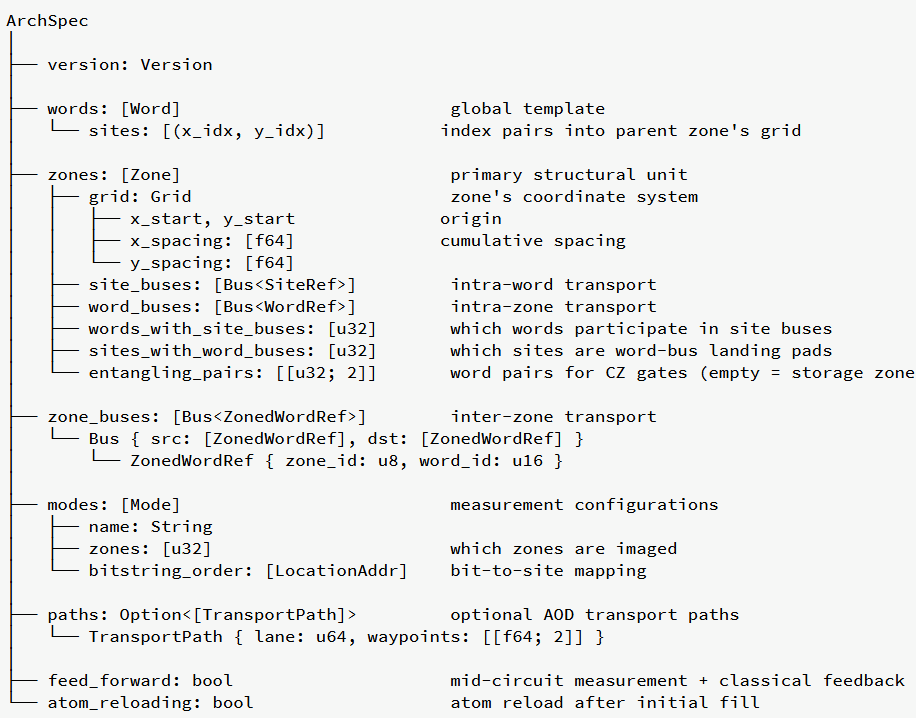 ArchSpec
│
├── version: Version
│
├── words: [Word]                          global template
│   └── sites: [(x_idx, y_idx)]           index pairs into parent zone's grid
│
├── zones: [Zone]                          primary structural unit
│   ├── grid: Grid                         zone's coordinate system
│   │   ├── x_start, y_start              origin
│   │   ├── x_spacing: [f64]              cumulative spacing
│   │   └── y_spacing: [f64]
│   ├── site_buses: [Bus<SiteRef>]         intra-word transport
│   ├── word_buses: [Bus<WordRef>]         intra-zone transport
│   ├── words_with_site_buses: [u32]       which words participate in site buses
│   ├── sites_with_word_buses: [u32]       which sites are word-bus landing pads
│   └── entangling_pairs: [[u32; 2]]       word pairs for CZ gates (empty = storage zone
│
├── zone_buses: [Bus<ZonedWordRef>]        inter-zone transport
│   └── Bus { src: [ZonedWordRef], dst: [ZonedWordRef] }
│       └── ZonedWordRef { zone_id: u8, word_id: u16 }
│
├── modes: [Mode]                          measurement configurations
│   ├── name: String
│   ├── zones: [u32]                       which zones are imaged
│   └── bitstring_order: [LocationAddr]    bit-to-site mapping
│
├── paths: Option<[TransportPath]>         optional AOD transport paths
│   └── TransportPath { lane: u64, waypoints: [[f64; 2]] }
│
├── feed_forward: bool                     mid-circuit measurement + classical feedback
└── atom_reloading: bool                   atom reload after initial fill